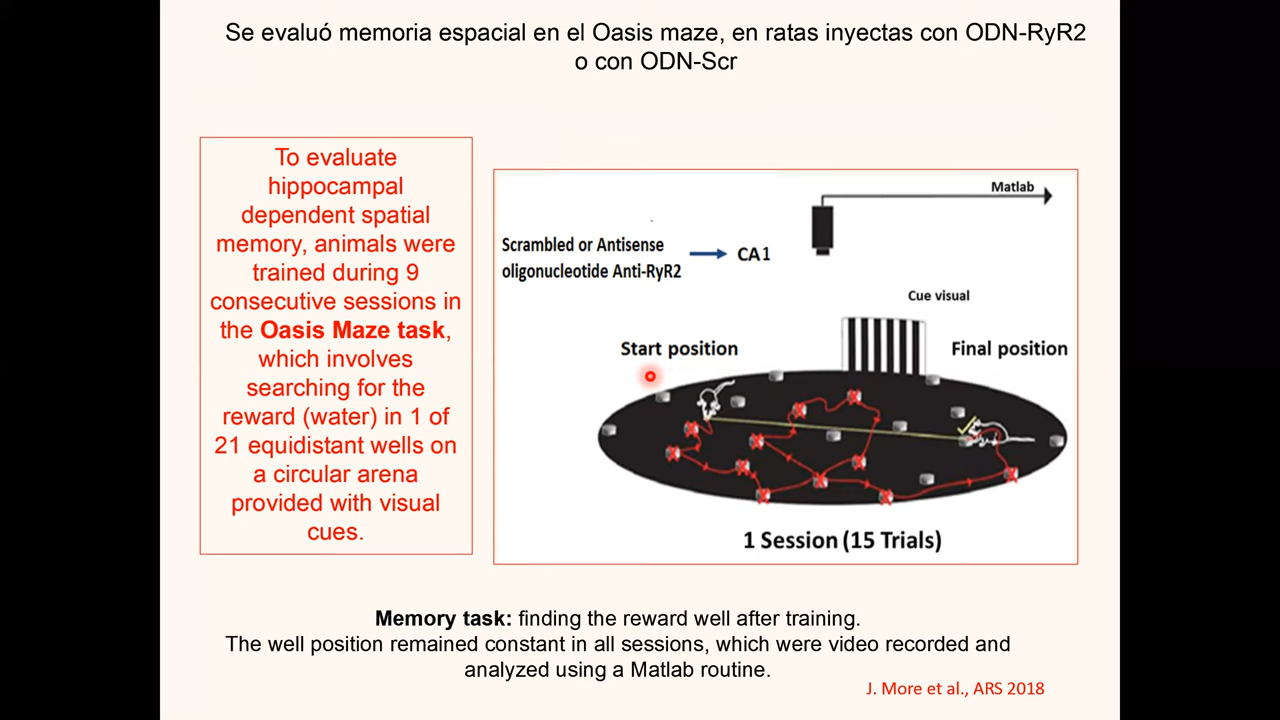 Se evaluó memoria espacial en el Oasis maze, en ratas inyectas con ODN-RyR2
o con ODN-Scr
To evaluate
hippocampal
dependent spatial
memory, animals were
trained during 9
consecutive sessions in
the Oasis Maze task,
which involves
searching for the
reward (water) in 1 of
21 equidistant wells on
a circular arena
provided with visual
cues.
Matlab
Scrambled or Antisense
oligonucleotide Anti-RyR2
CA1
Cue visual
Start position
Final position
1 Session (15 Trials)
Memory task: finding the reward well after training.
The well position remained constant in all sessions, which were video recorded and
analyzed using a Matlab routine.
J. More et al., ARS 2018